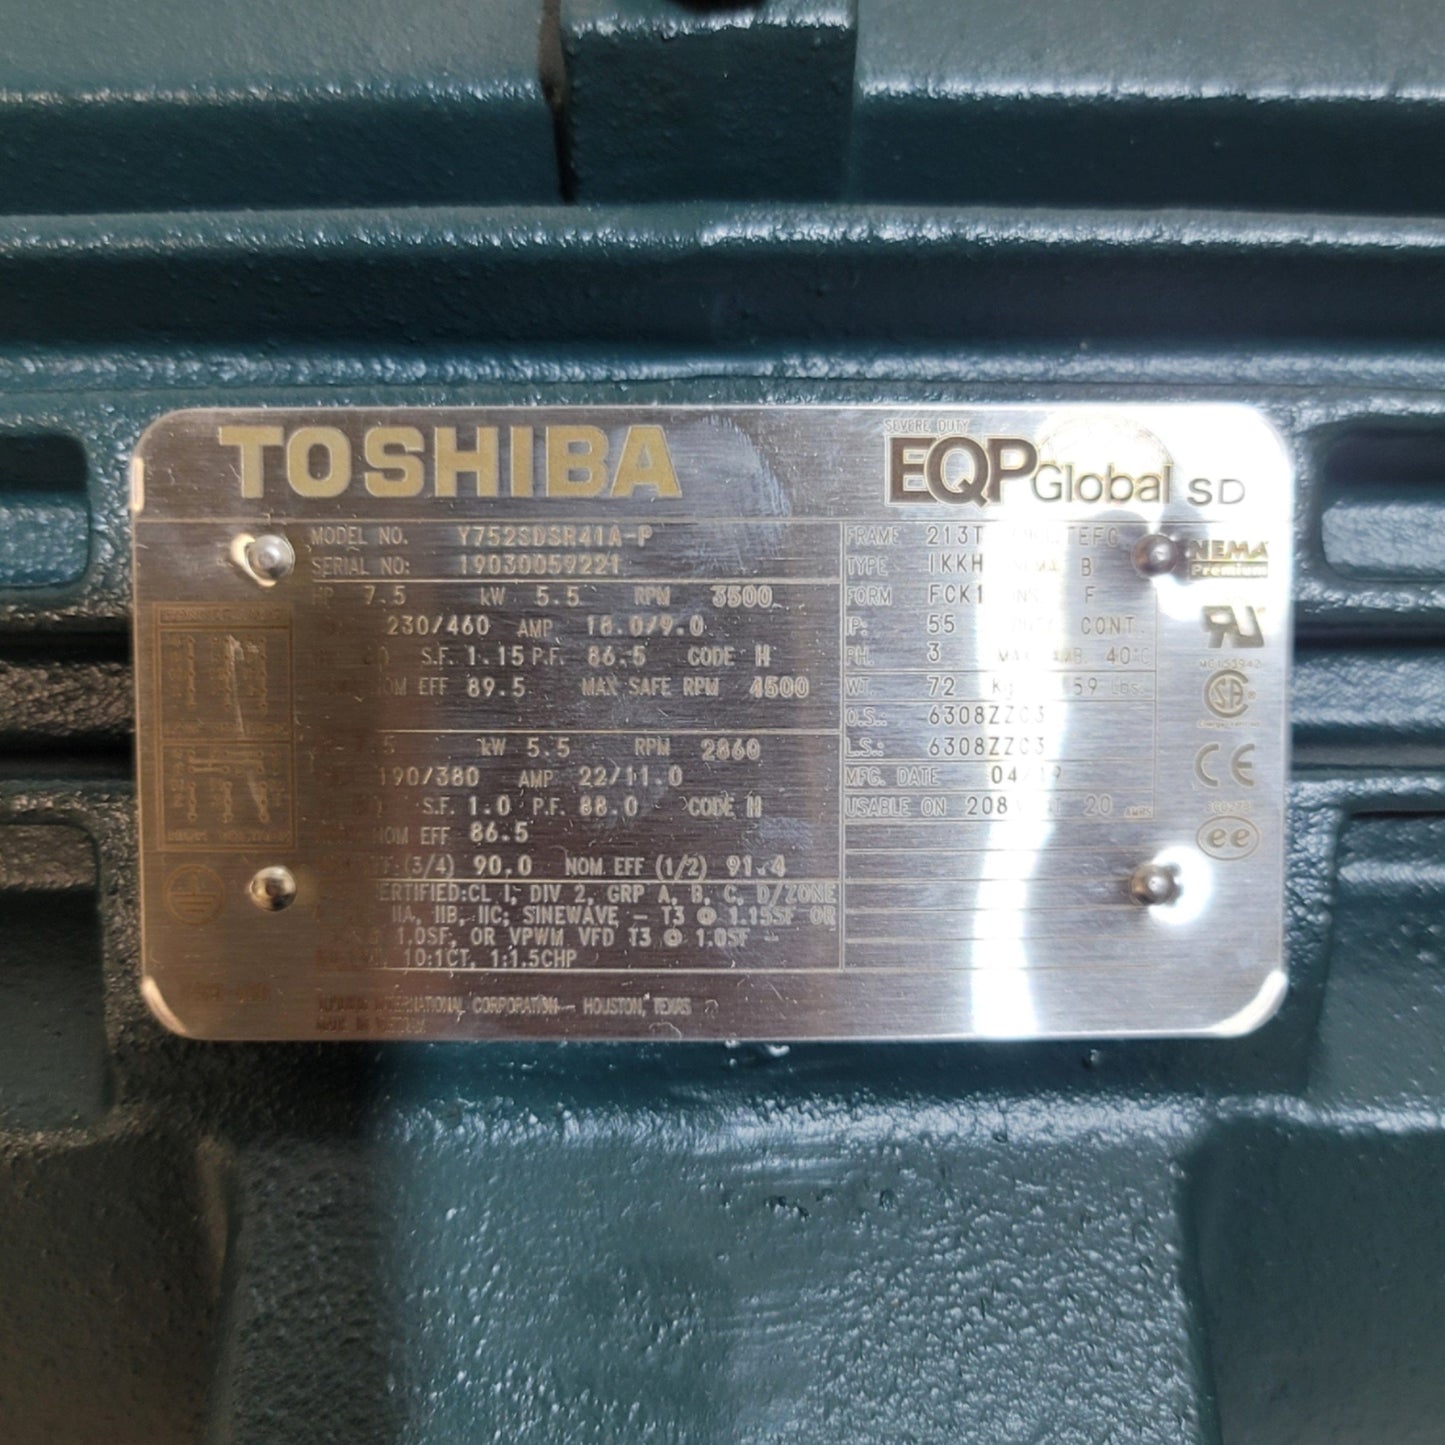 TOSHIBA
SEVERE DUTY
EQP Global SD
MODEL NO. Y752SDSR41A-P
SERIAL NO: 19030059221
HP 7.5 kW 5.5 RPM 3500
230/460 AMP 18.0/9.0
S.F. 1.15 P.F. 86.5 CODE H
NOM EFF 89.5 MAX SAFE RPM 4500
kW 5.5 RPM 2860
190/380 AMP 22/11.0
S.F. 1.0 P.F. 88.0 CODE H
NOM EFF 86.5
(3/4) 90.0 NOM. EFF (1/2) 91.4
CL I, DIV 2, GRP A, B, C, D/ZONE
IIA, IIB, IIC; SINEWAVE - T3 @ 1.15SF OR
1.0SF, OR VPWM VFD T3 @ 1.0SF -
10:1CT, 1:1.5CHP
INTERNATIONAL CORPORATION - HOUSTON, TEXAS
FRAME 213T TEFC
TYPE IKKH B
FORM FCK1 F
IP: 55 CONT.
PH. 3 40°C
WT. 72 Kg Lbs.
O.S.: 6308ZZC3
L.S.: 6308ZZC3
MFG. DATE 04/19
USABLE ON 208 20
NEMA
Premium
CE
ee